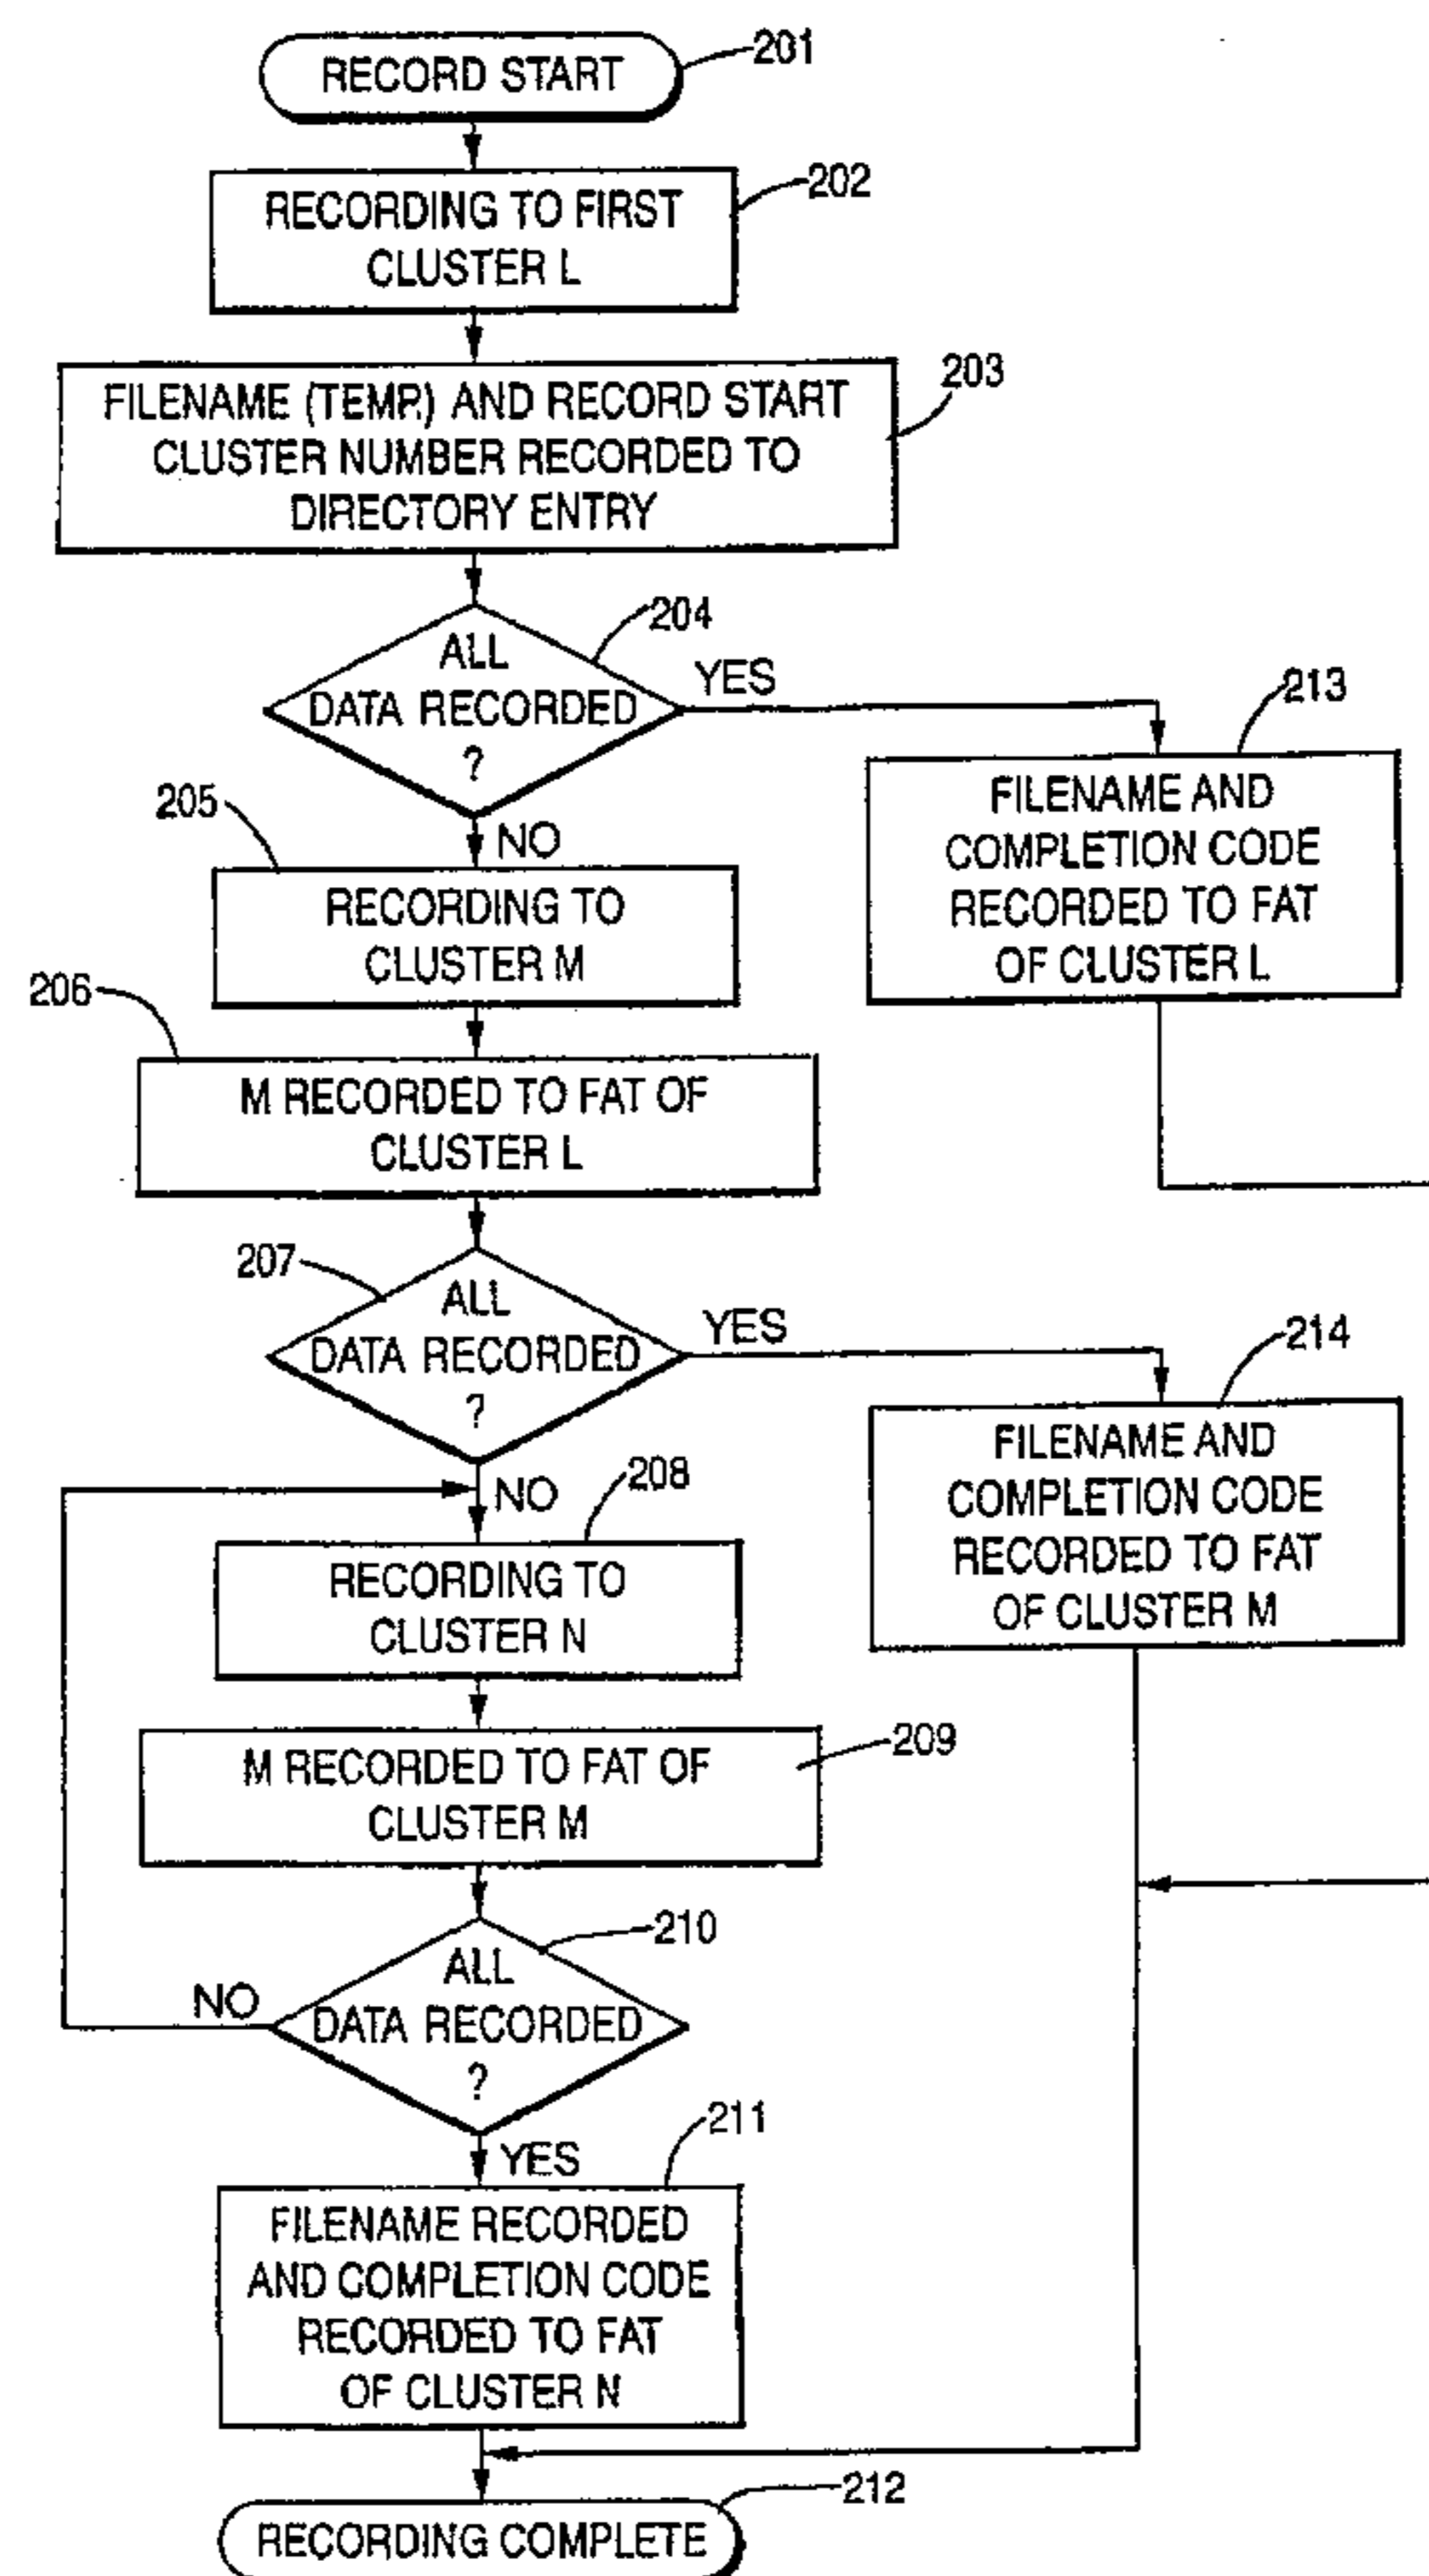 RECORD START
201
RECORDING TO FIRST
CLUSTER L
202
FILENAME (TEMP.) AND RECORD START
CLUSTER NUMBER RECORDED TO
DIRECTORY ENTRY
203
ALL
DATA RECORDED
?
204
YES
NO
213
FILENAME AND
COMPLETION CODE
RECORDED TO FAT
OF CLUSTER L
205
RECORDING TO
CLUSTER M
206
M RECORDED TO FAT OF
CLUSTER L
207
ALL
DATA RECORDED
?
YES
NO
214
FILENAME AND
COMPLETION CODE
RECORDED TO FAT
OF CLUSTER M
208
RECORDING TO
CLUSTER N
209
M RECORDED TO FAT OF
CLUSTER M
210
ALL
DATA RECORDED
?
NO
YES
211
FILENAME RECORDED
AND COMPLETION CODE
RECORDED TO FAT
OF CLUSTER N
212
RECORDING COMPLETE